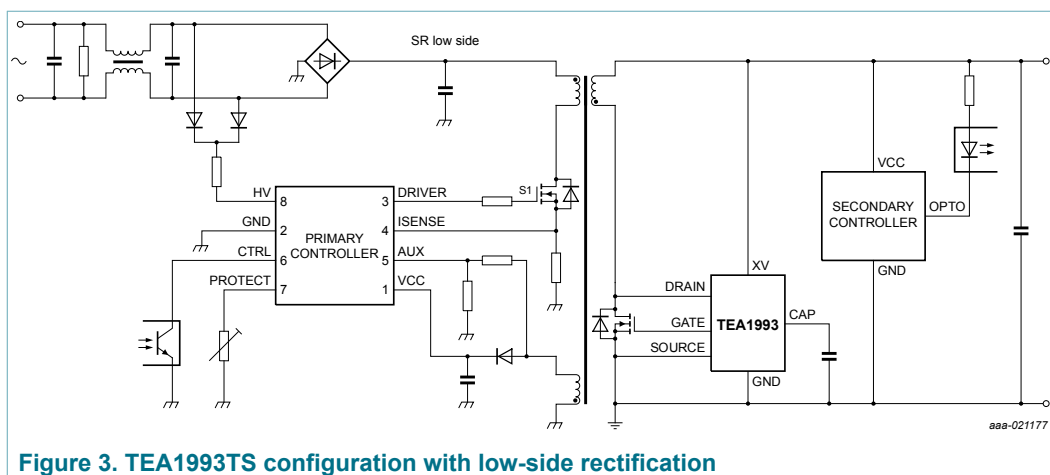 SR low side
S1
HV
8
3
DRIVER
GND
2
4
ISENSE
CTRL
6
5
AUX
PROTECT
7
1
VCC
PRIMARY
CONTROLLER
VCC
SECONDARY
CONTROLLER
OPTO
GND
XV
DRAIN
GATE
SOURCE
TEA1993
CAP
GND
aaa-021177
Figure 3. TEA1993TS configuration with low-side rectification